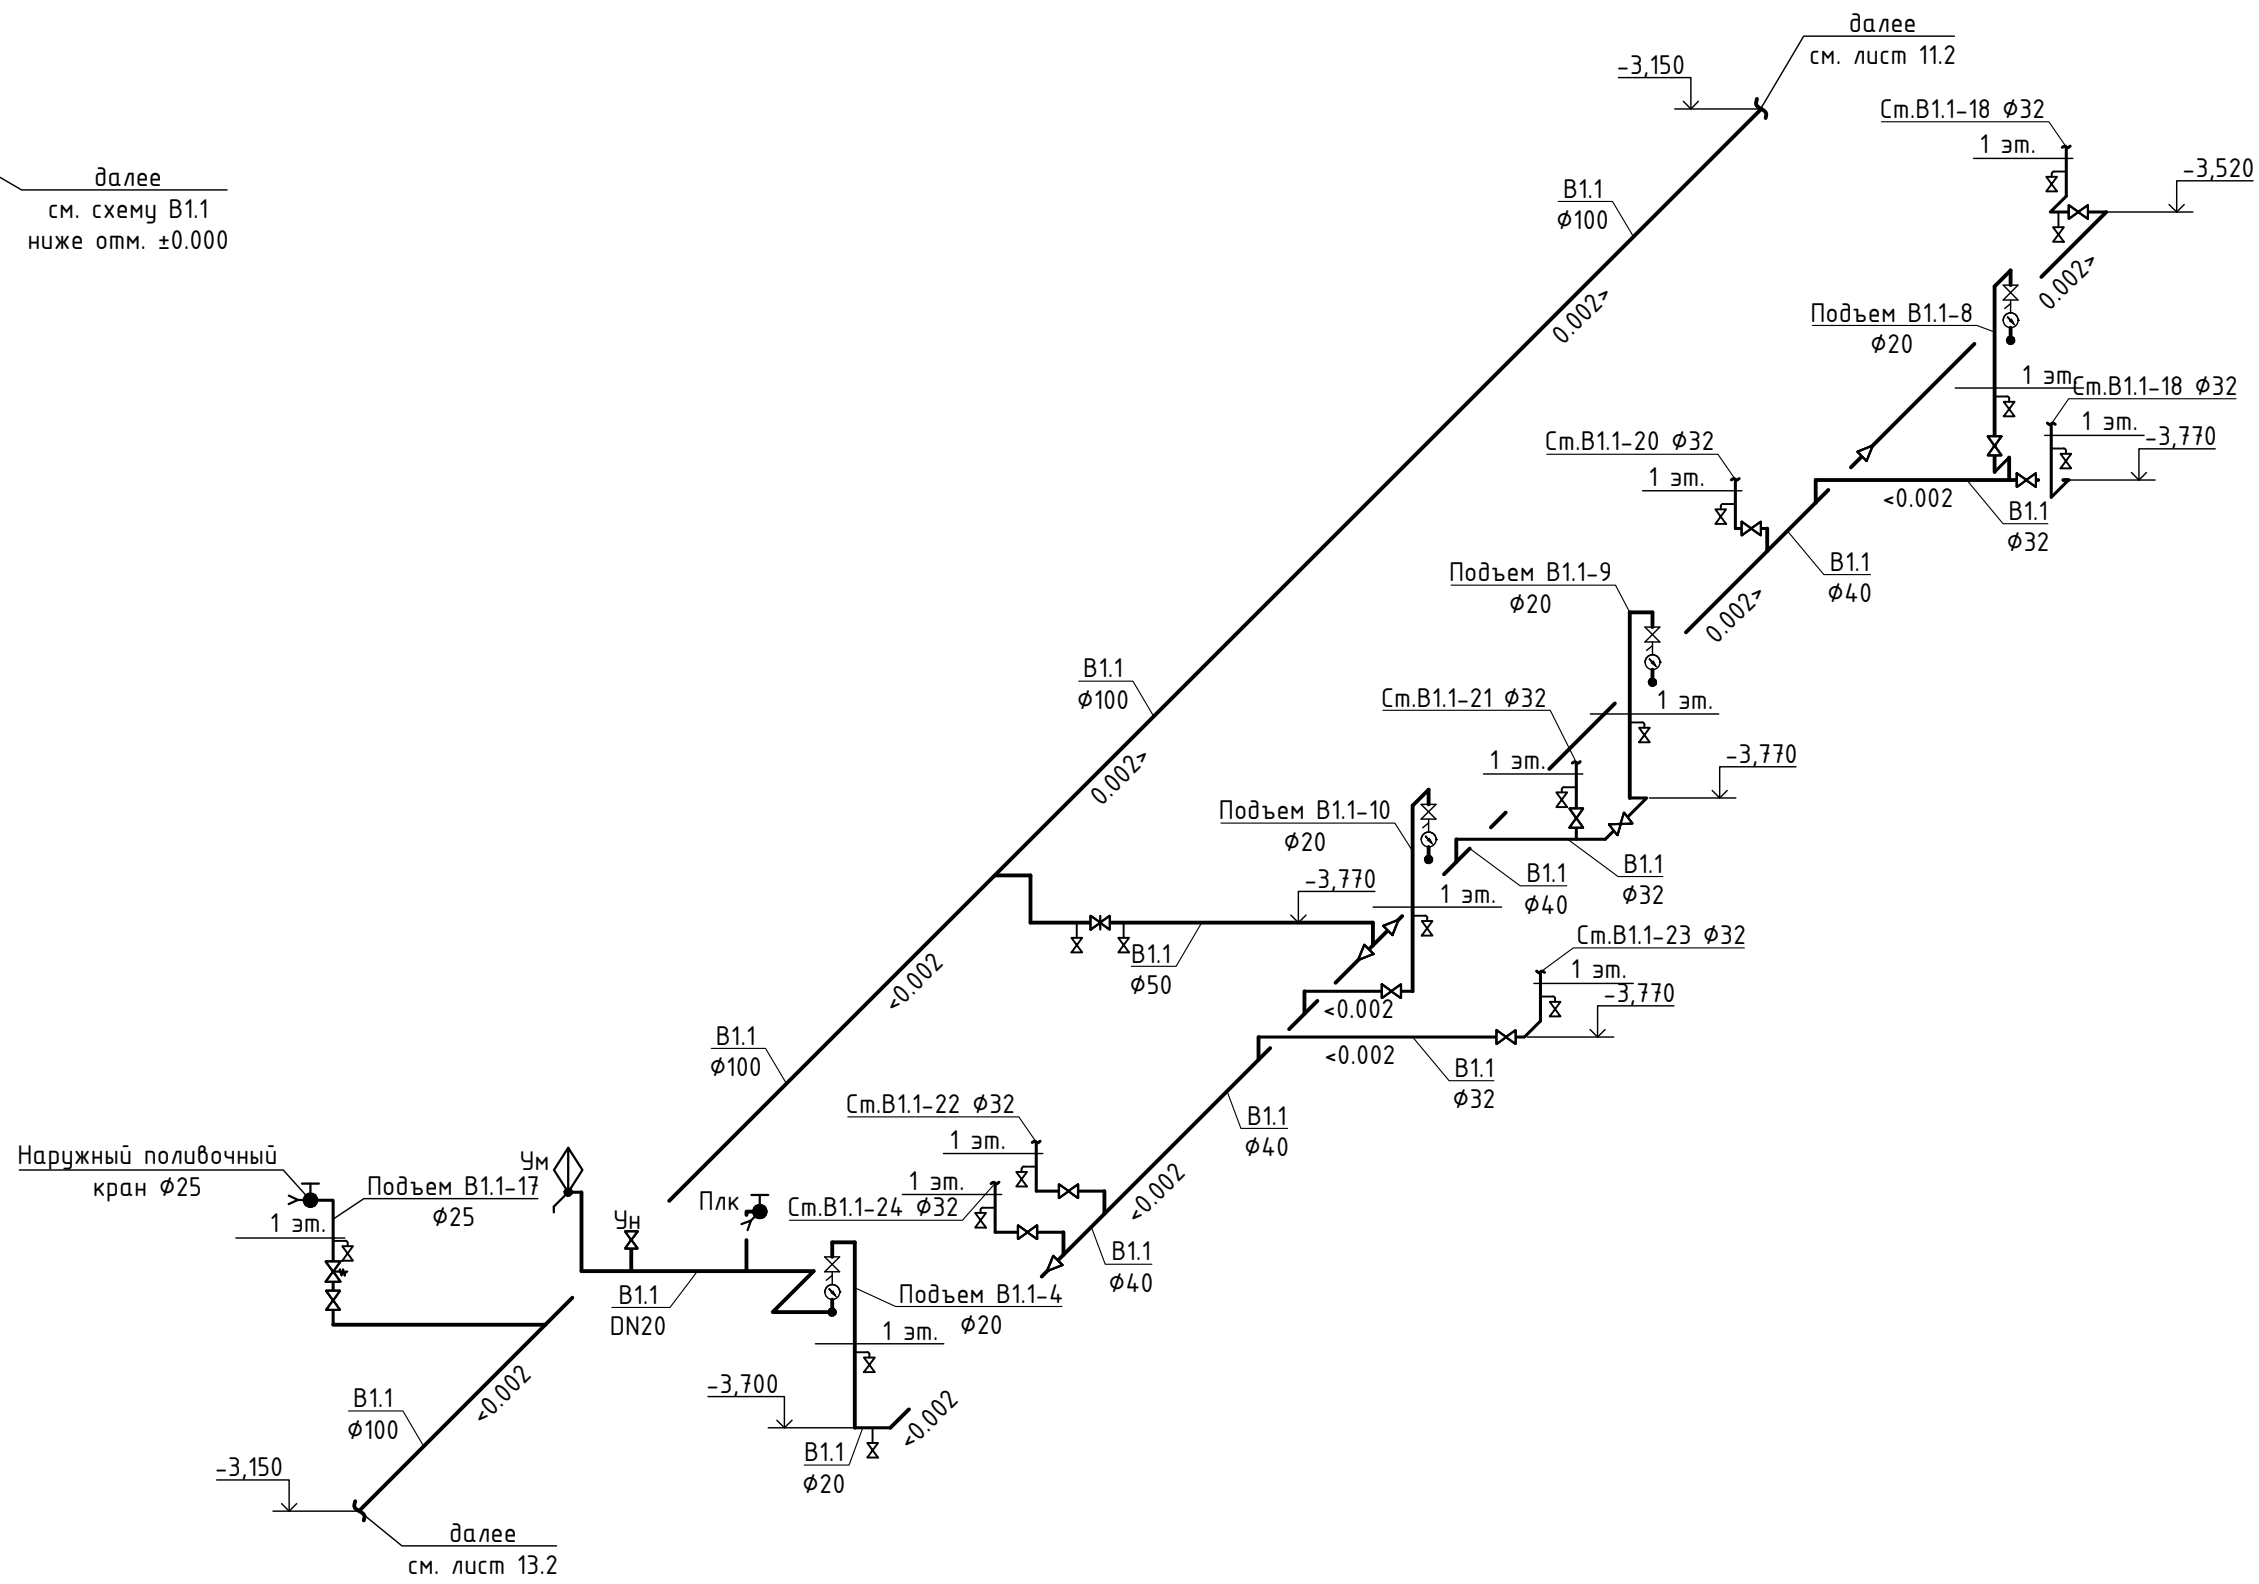 далее
см. лист 11.2
-3,150
Ст.В1.1-18 Ф32
1 эт.
-3,520
далее
см. схему В1.1
ниже отм. ±0.000
В1.1
Ф100
0.002>
0.002>
Подъем В1.1-8
Ф20
1 эт.
Ст.В1.1-18 Ф32
1 эт.
-3,770
Ст.В1.1-20 Ф32
1 эт.
<0.002
В1.1
Ф32
В1.1
Ф40
Подъем В1.1-9
Ф20
0.002>
В1.1
Ф100
Ст.В1.1-21 Ф32
1 эт.
1 эт.
-3,770
0.002>
Подъем В1.1-10
Ф20
В1.1
Ф32
В1.1
Ф40
-3,770
1 эт.
Ст.В1.1-23 Ф32
1 эт.
-3,770
В1.1
Ф50
<0.002
<0.002
<0.002
В1.1
Ф32
В1.1
Ф100
Ст.В1.1-22 Ф32
1 эт.
В1.1
Ф40
<0.002
Наружный поливочный
кран Ф25
Подъем В1.1-17
Ф25
1 эт.
Ум
Ун
Плк
1 эт.
Ст.В1.1-24 Ф32
В1.1
Ф40
В1.1
DN20
Подъем В1.1-4
Ф20
1 эт.
-3,700
<0.002
В1.1
Ф20
В1.1
Ф100
<0.002
-3,150
далее
см. лист 13.2